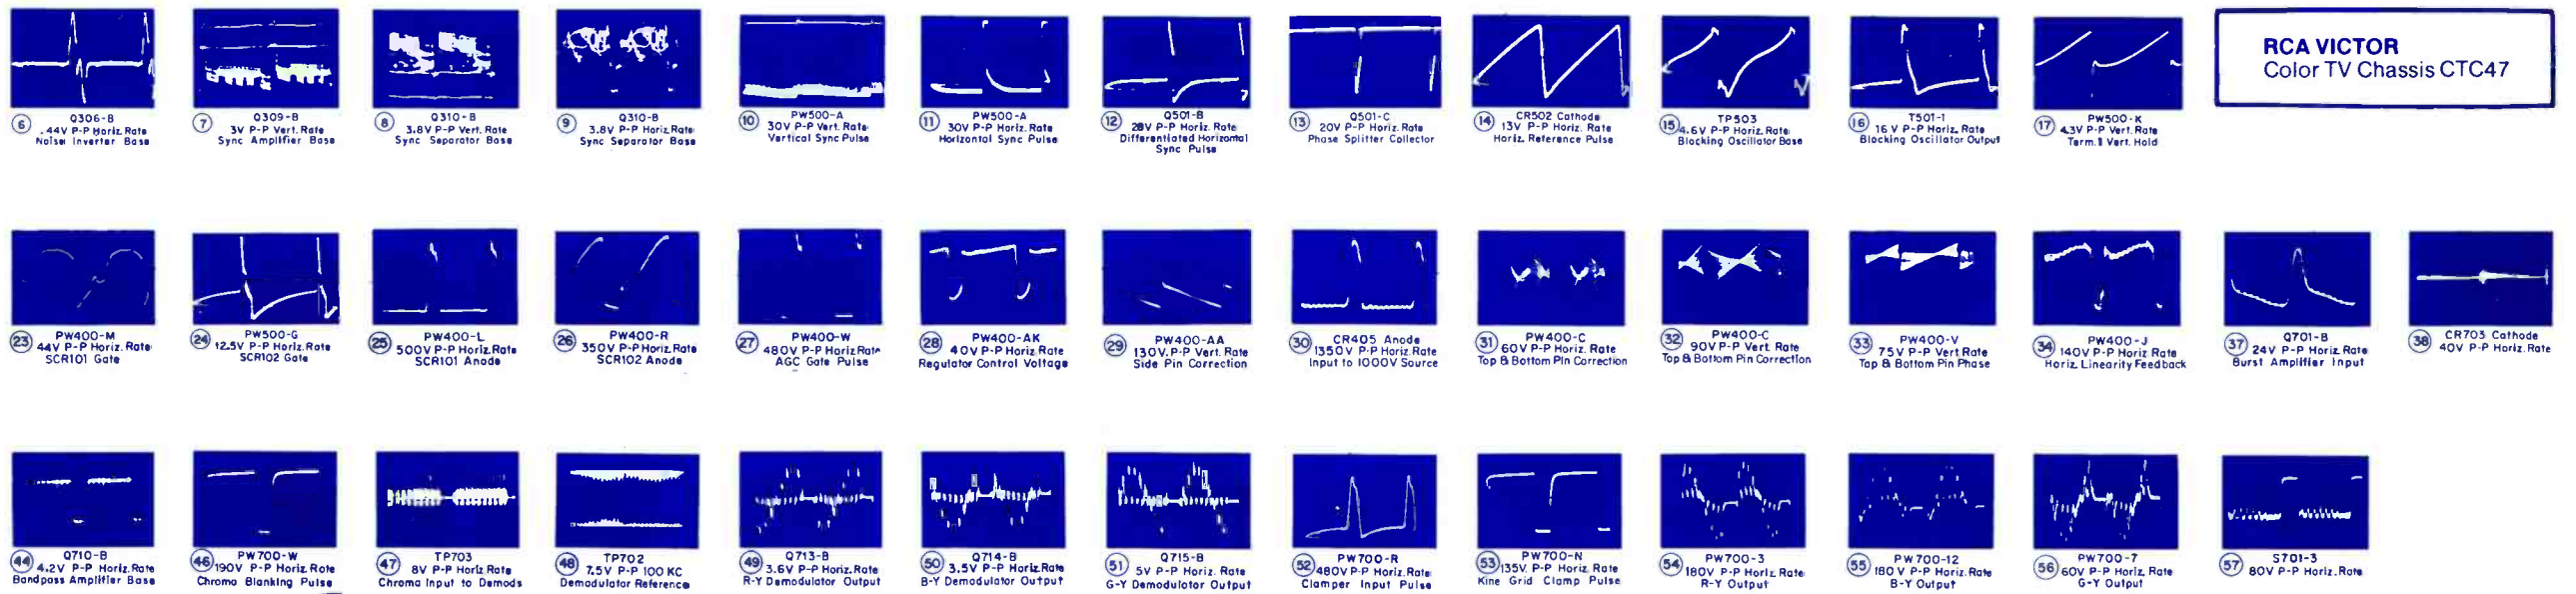 RCA VICTOR
Color TV Chassis CTC47
6 Q306-B
.44V P-P Horiz. Rate
Noise Inverter Base
7 Q309-B
3V P-P Vert. Rate
Sync Amplifier Base
8 Q310-B
3.8V P-P Vert. Rate
Sync Separator Base
9 Q310-B
3.8V P-P Horiz. Rate
Sync Separator Base
10 PW500-A
30V P-P Vert. Rate
Vertical Sync Pulse
11 PW500-A
30V P-P Horiz. Rate
Horizontal Sync Pulse
12 Q501-B
28V P-P Horiz. Rate
Differentiated Horizontal
Sync Pulse
13 Q501-C
20V P-P Horiz. Rate
Phase Splitter Collector
14 CR502 Cathode
13V P-P Horiz. Rate
Horiz. Reference Pulse
15 TP503
4.6V P-P Horiz. Rate
Blocking Oscillator Base
16 T501-1
16 V P-P Horiz. Rate
Blocking Oscillator Output
17 PW500-K
4.3V P-P Vert. Rate
Term. 1 Vert. Hold
23 PW400-M
44V P-P Horiz. Rate
SCR101 Gate
24 PW500-G
12.5V P-P Horiz. Rate
SCR102 Gate
25 PW400-L
500V P-P Horiz. Rate
SCR101 Anode
26 PW400-R
350V P-P Horiz. Rate
SCR102 Anode
27 PW400-W
480V P-P Horiz Rate
AGC Gate Pulse
28 PW400-AK
40V P-P Horiz. Rate
Regulator Control Voltage
29 PW400-AA
130V. P-P Vert. Rate
Side Pin Correction
30 CR405 Anode
1350V P-P Horiz. Rate
Input to 1000V Source
31 PW400-C
60V P-P Horiz. Rate
Top & Bottom Pin Correction
32 PW400-C
90V P-P Vert. Rate
Top & Bottom Pin Correction
33 PW400-V
75V P-P Vert Rate
Top & Bottom Pin Phase
34 PW400-J
140V P-P Horiz Rate
Horiz. Linearity Feedback
37 Q701-B
24V P-P Horiz. Rate
Burst Amplifier Input
38 CR703 Cathode
40V P-P Horiz. Rate
44 Q710-B
4.2V P-P Horiz. Rate
Bandpass Amplifier Base
46 PW700-W
190V P-P Horiz Rate
Chroma Blanking Pulse
47 TP703
8V P-P Horiz Rate
Chroma Input to Demods
48 TP702
7.5V P-P 100 KC
Demodulator Reference
49 Q713-B
3.6V P-P Horiz. Rate
R-Y Demodulator Output
50 Q714-B
3.5V P-P Horiz. Rate
B-Y Demodulator Output
51 Q715-B
5V P-P Horiz. Rate
G-Y Demodulator Output
52 PW700-R
480V P-P Horiz. Rate
Clamper Input Pulse
53 PW700-N
135V. P-P Horiz. Rate
Kine Grid Clamp Pulse
54 PW700-3
180V P-P Horiz. Rate
R-Y Output
55 PW700-12
180 V P-P Horiz. Rate
B-Y Output
56 PW700-7
60V P-P Horiz. Rate
G-Y Output
57 S701-3
80V P-P Horiz. Rate